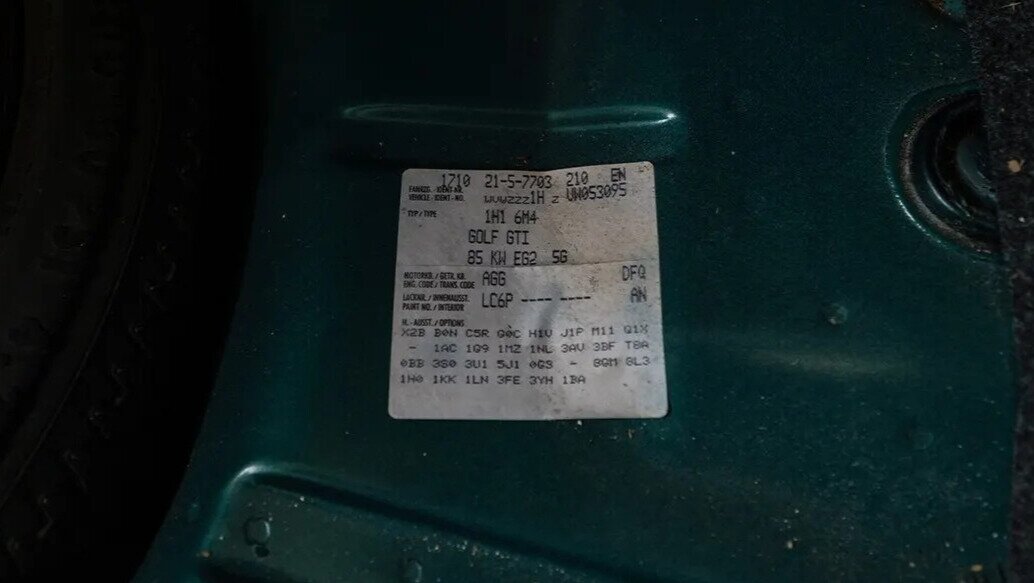 1710 21-5-7703 210 EN
FAHRZG.-IDENT-NR.
VEHICLE-IDENT-NO. WVWZZZ1H Z VW053095
TYP/TYPE 1H1 6M4
GOLF GTI
85 KW EG2 5G
MOTORKB./GETR.KB.
ENG.CODE/TRANS.CODE AGG DFQ
LACKNR./INNENAUSST.
PAINT NO./INTERIOR LC6P ---- ---- AN
M.-AUSST./OPTIONS
X2B B0N C5R G0C H1V J1P M11 Q1X
- 1AC 1G9 1MZ 1NL 3AV 3BF T8A
0BB 3S0 3U1 5J1 0GS - 8GM 8L3
1H0 1KK 1LN 3FE 3YH 1BA